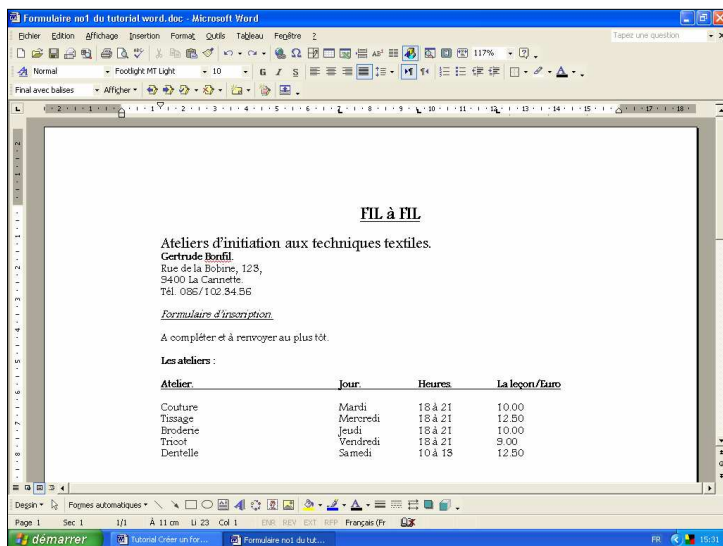 Formulaire no1 du tutorial word.doc - Microsoft Word
Fichier Edition Affichage Insertion Format Outils Tableau Fenêtre ? Tapez une question
117%
Normal Footlight MT Light 10 G I S
Final avec balises Afficher
FIL à FIL
Ateliers d'initiation aux techniques textiles.
Gertrude Bonfil.
Rue de la Bobine, 123,
9400 La Cannette.
Tél. 086/102.34.56
Formulaire d'inscription.
A compléter et à renvoyer au plus tôt.
Les ateliers :
Atelier. Jour. Heures. La leçon/Euro
Couture Mardi 18 à 21 10.00
Tissage Mercredi 18 à 21 12.50
Broderie Jeudi 18 à 21 10.00
Tricot Vendredi 18 à 21 9.00
Dentelle Samedi 10 à 13 12.50
Dessin Formes automatiques
Page 1 Sec 1 1/1 À 11 cm Li 23 Col 1 ENR REV EXT RFP Français (Fr
démarrer Tutorial Créer un for... Formulaire no1 du tut... FR 15:31